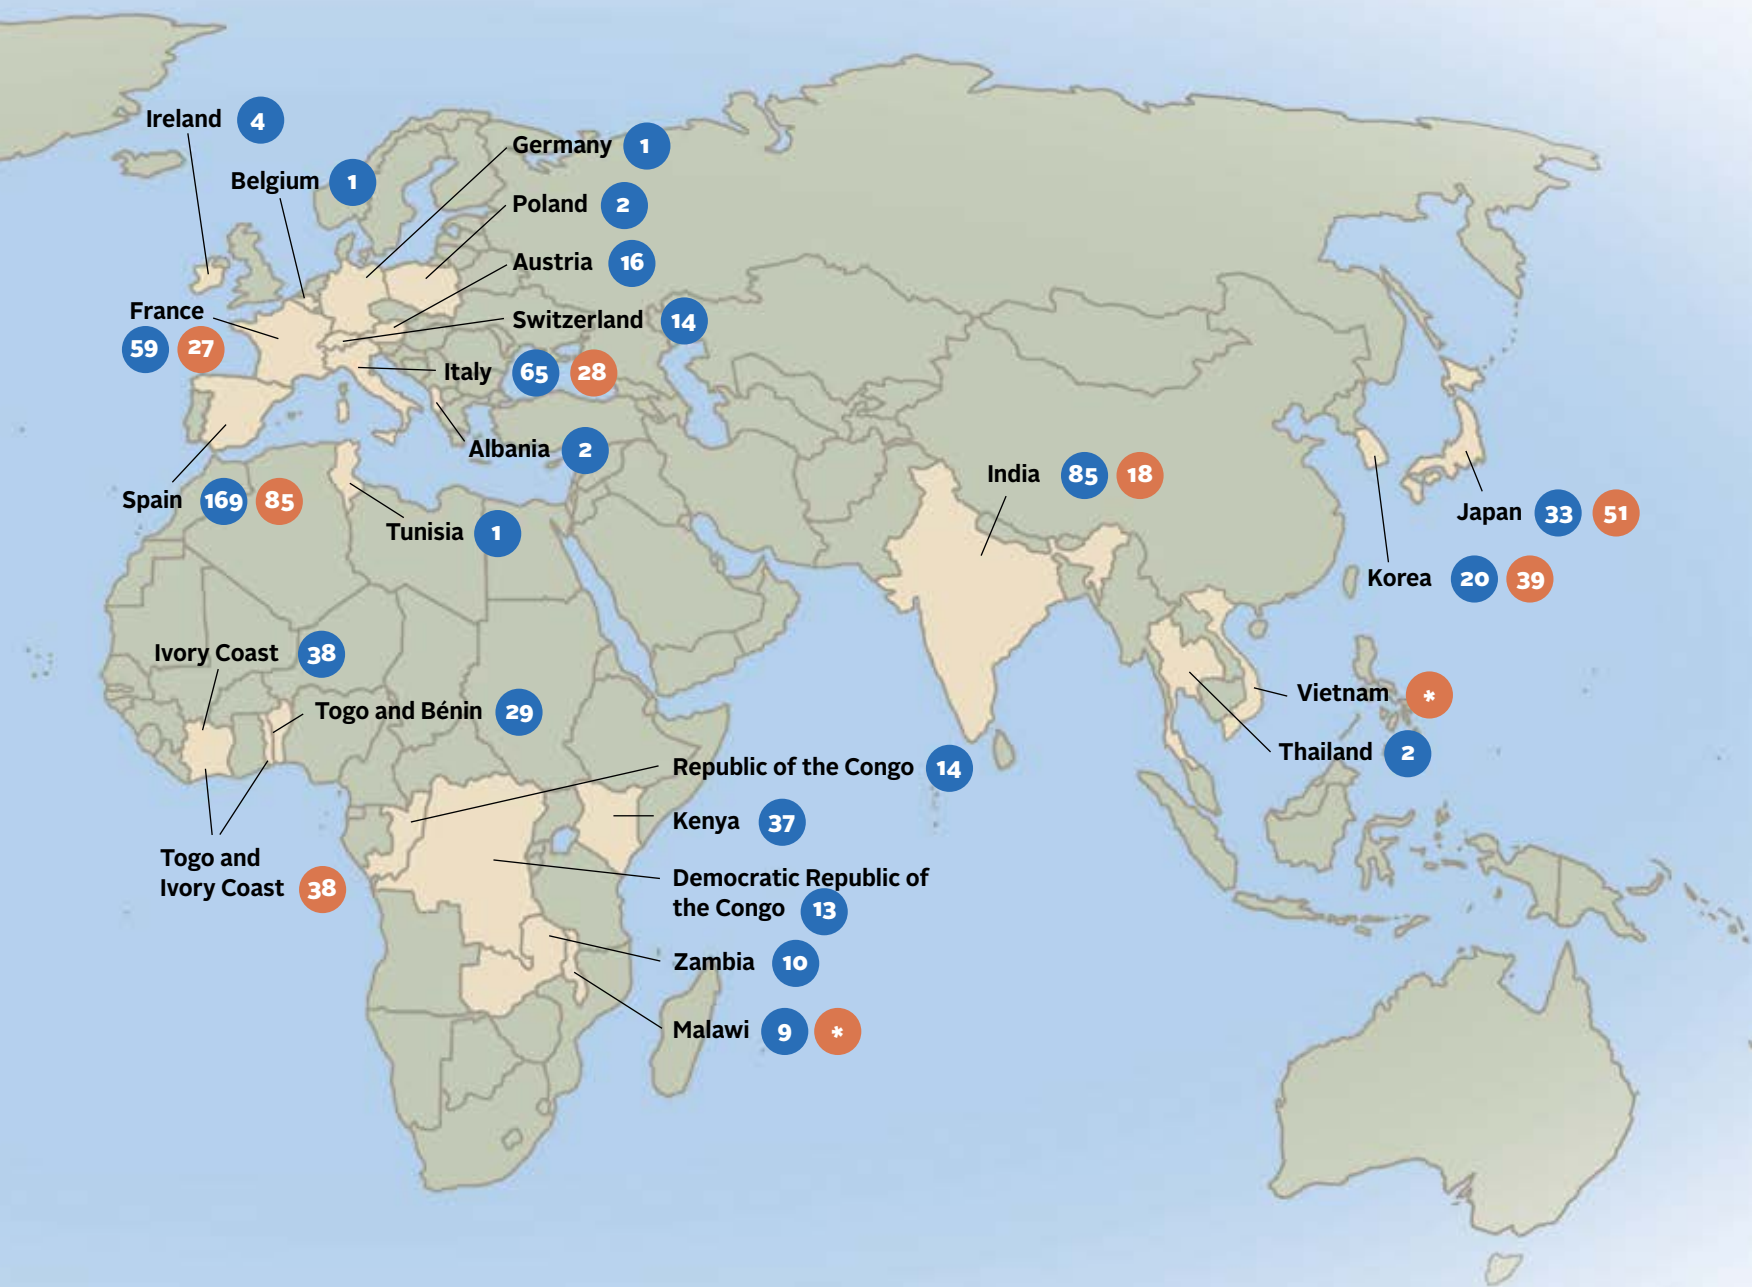 Ireland 4
Germany 1
Belgium 1
Poland 2
Austria 16
France
59 27
Switzerland 14
Italy 65 28
Albania 2
Spain 169 85
Tunisia 1
India 85 18
Japan 33 51
Korea 20 39
Ivory Coast 38
Togo and Bénin 29
Vietnam *
Thailand 2
Republic of the Congo 14
Kenya 37
Togo and
Ivory Coast 38
Democratic Republic of
the Congo 13
Zambia 10
Malawi 9 *